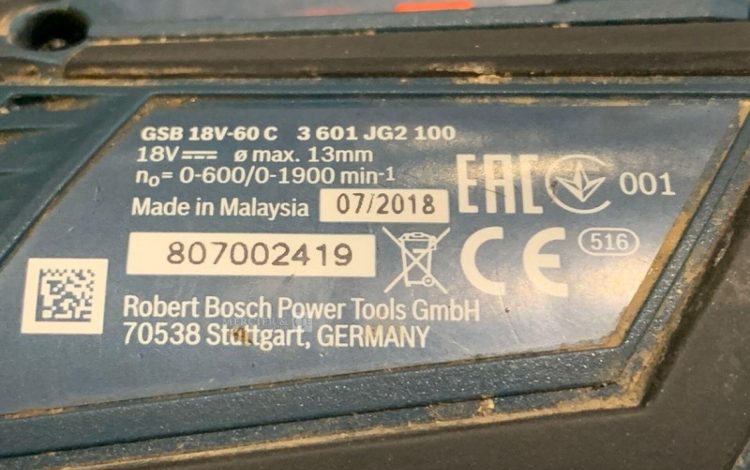 GSB 18V-60 C 3 601 JG2 100
18V ⎓ ø max. 13mm
n₀ = 0-600/0-1900 min⁻¹
Made in Malaysia 07/2018
EAC 001
807002419
CE 516
Robert Bosch Power Tools GmbH
70538 Stuttgart, GERMANY